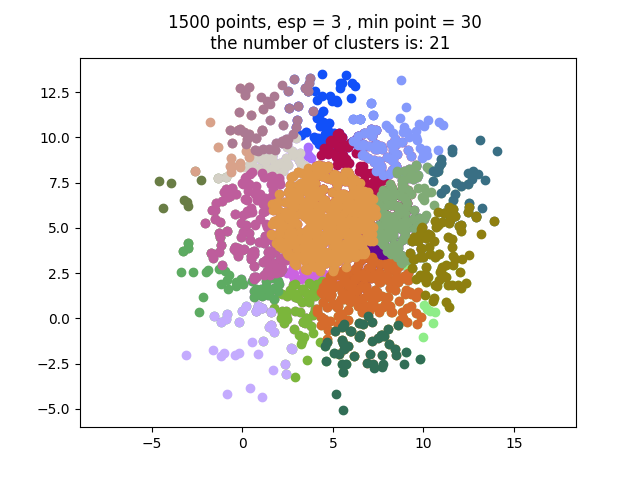 1500 points, esp = 3 , min point = 30
the number of clusters is: 21
12.5
10.0
7.5
5.0
2.5
0.0
−2.5
−5.0
−5 0 5 10 15